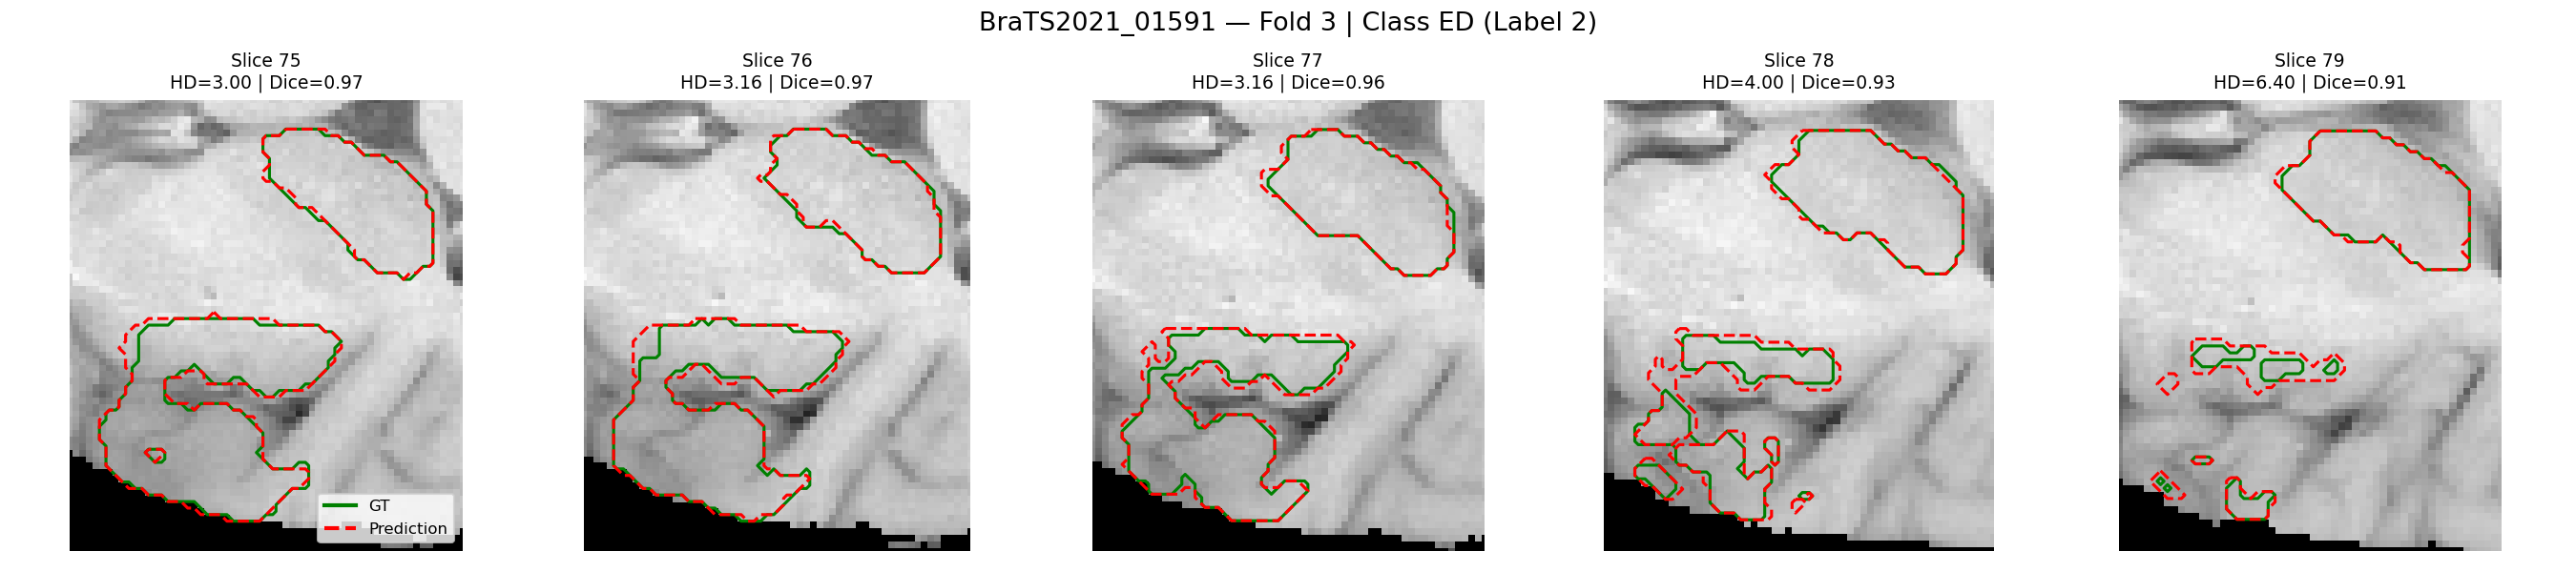 BraTS2021_01591 — Fold 3 | Class ED (Label 2)
Slice 75
HD=3.00 | Dice=0.97
Slice 76
HD=3.16 | Dice=0.97
Slice 77
HD=3.16 | Dice=0.96
Slice 78
HD=4.00 | Dice=0.93
Slice 79
HD=6.40 | Dice=0.91
GT
Prediction